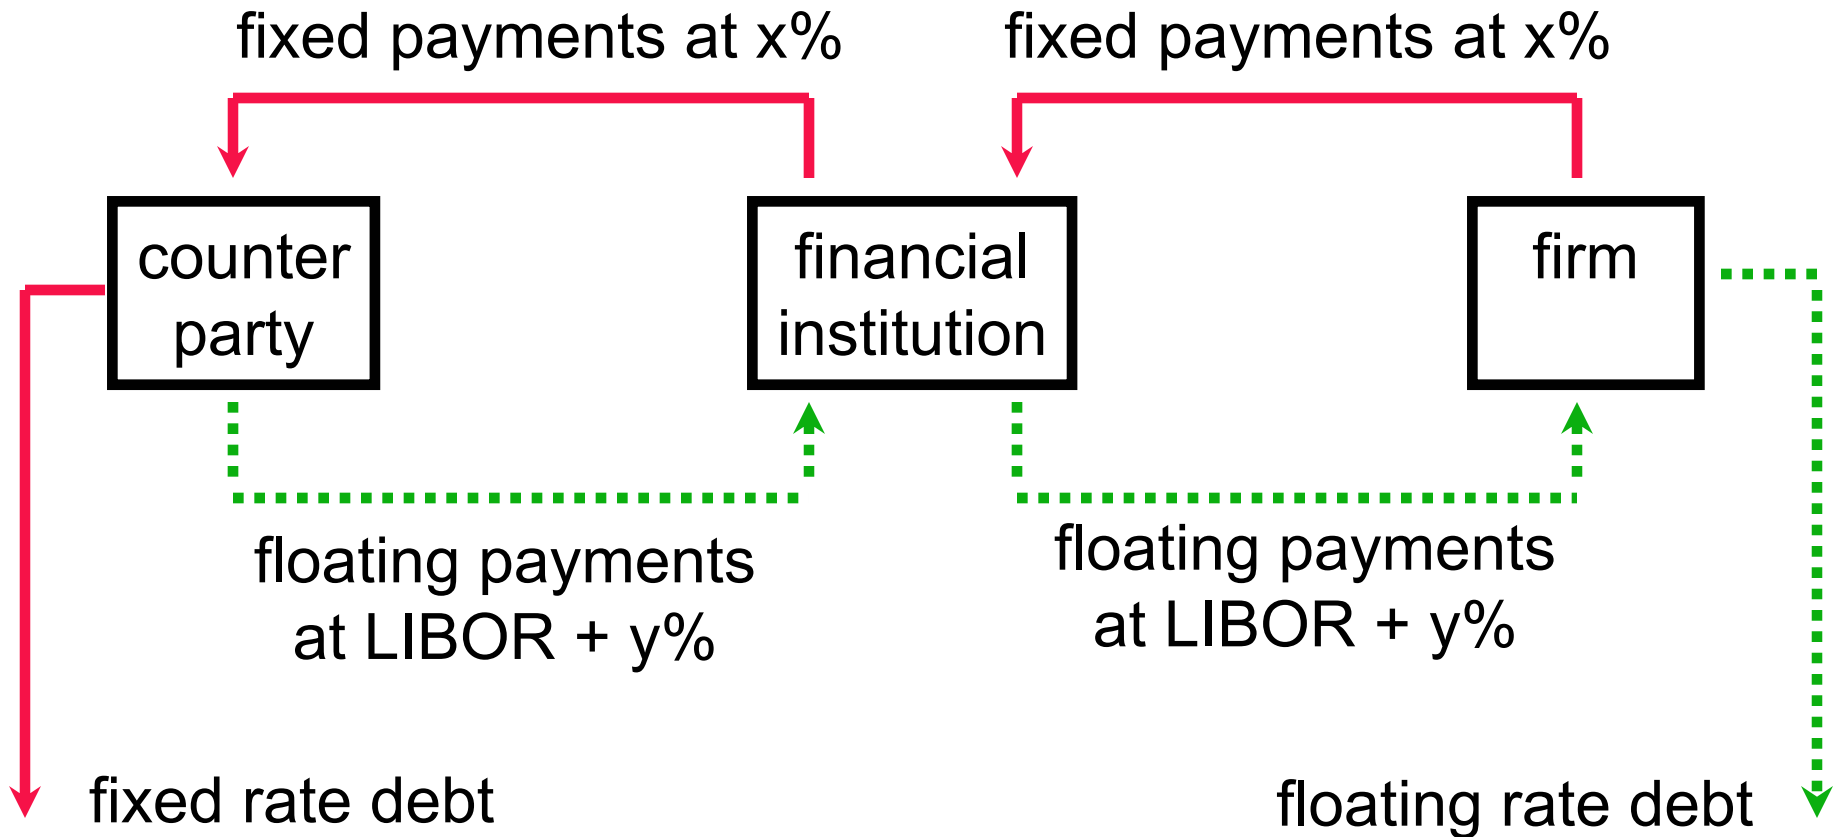 fixed payments at x%
fixed payments at x%
counter
party
financial
institution
firm
floating payments
at LIBOR + y%
floating payments
at LIBOR + y%
fixed rate debt
floating rate debt